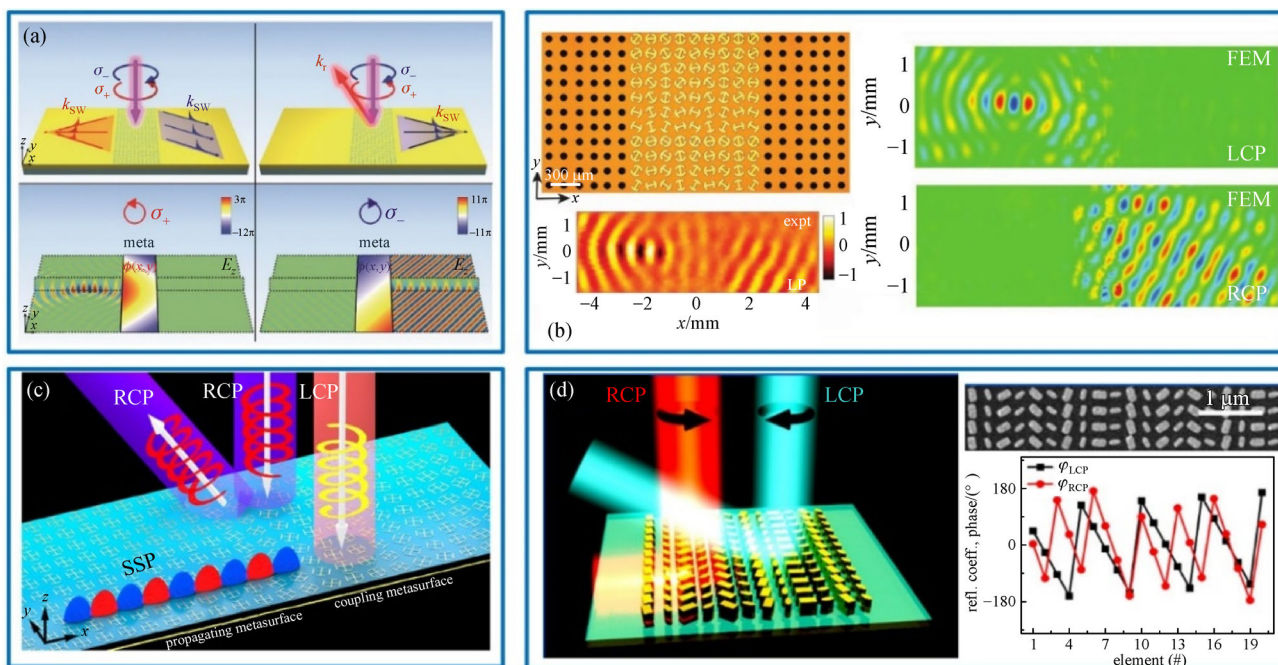 (a)
σ−
σ+
kSW
kSW
z
y
x
kr
σ−
σ+
kSW
σ+
3π
−12π
meta
ϕ(x,y)
Ez
z
y
x
σ−
11π
−11π
meta
ϕ(x,y)
Ez
(b)
300 μm
y
x
y/mm
1
0
−1
expt
LP
1
0
−1
−4 −2 0 2 4
x/mm
y/mm
1
0
−1
FEM
LCP
y/mm
1
0
−1
FEM
RCP
(c)
RCP
RCP
LCP
SSP
z
y
x
propagating metasurface
coupling metasurface
(d)
RCP
LCP
1 μm
φLCP
φRCP
refl. coeff., phase/(°)
180
0
−180
1 4 7 10 13 16 19
element (#)